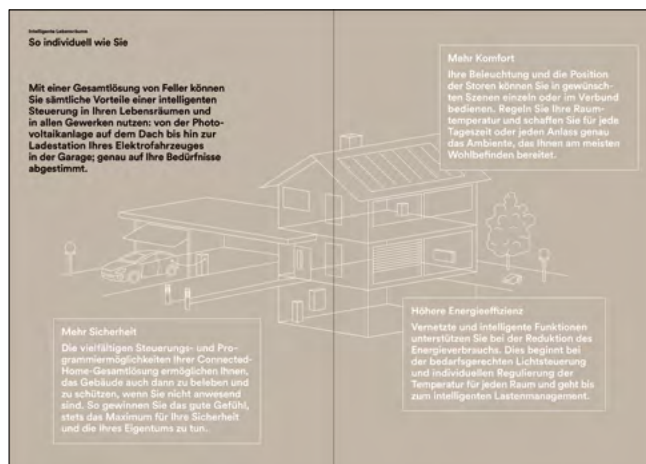 Intelligente Lebensräume
So individuell wie Sie
Mit einer Gesamtlösung von Feller können
Sie sämtliche Vorteile einer intelligenten
Steuerung in Ihren Lebensräumen und
in allen Gewerken nutzen: von der Photo-
voltaikanlage auf dem Dach bis hin zur
Ladestation Ihres Elektrofahrzeuges
in der Garage; genau auf Ihre Bedürfnisse
abgestimmt.
Mehr Komfort
Ihre Beleuchtung und die Position
der Storen können Sie in gewünsch-
ten Szenen einzeln oder im Verbund
bedienen. Regeln Sie Ihre Raum-
temperatur und schaffen Sie für jede
Tageszeit oder jeden Anlass genau
das Ambiente, das Ihnen am meisten
Wohlbefinden bereitet.
Mehr Sicherheit
Die vielfältigen Steuerungs- und Pro-
grammiermöglichkeiten Ihrer Connected-
Home-Gesamtlösung ermöglichen Ihnen,
das Gebäude auch dann zu beleben und
zu schützen, wenn Sie nicht anwesend
sind. So gewinnen Sie das gute Gefühl,
stets das Maximum für Ihre Sicherheit
und die Ihres Eigentums zu tun.
Höhere Energieeffizienz
Vernetzte und intelligente Funktionen
unterstützen Sie bei der Reduktion des
Energieverbrauchs. Dies beginnt bei
der bedarfsgerechten Lichtsteuerung
und individuellen Regulierung der
Temperatur für jeden Raum und geht bis
zum intelligenten Lastenmanagement.